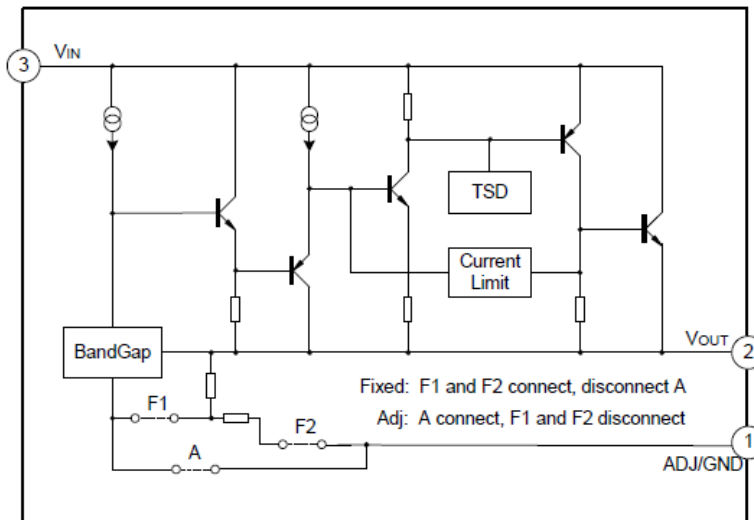 3
VIN
TSD
Current
Limit
BandGap
VOUT
2
Fixed: F1 and F2 connect, disconnect A
F1
Adj: A connect, F1 and F2 disconnect
F2
1
A
ADJ/GND